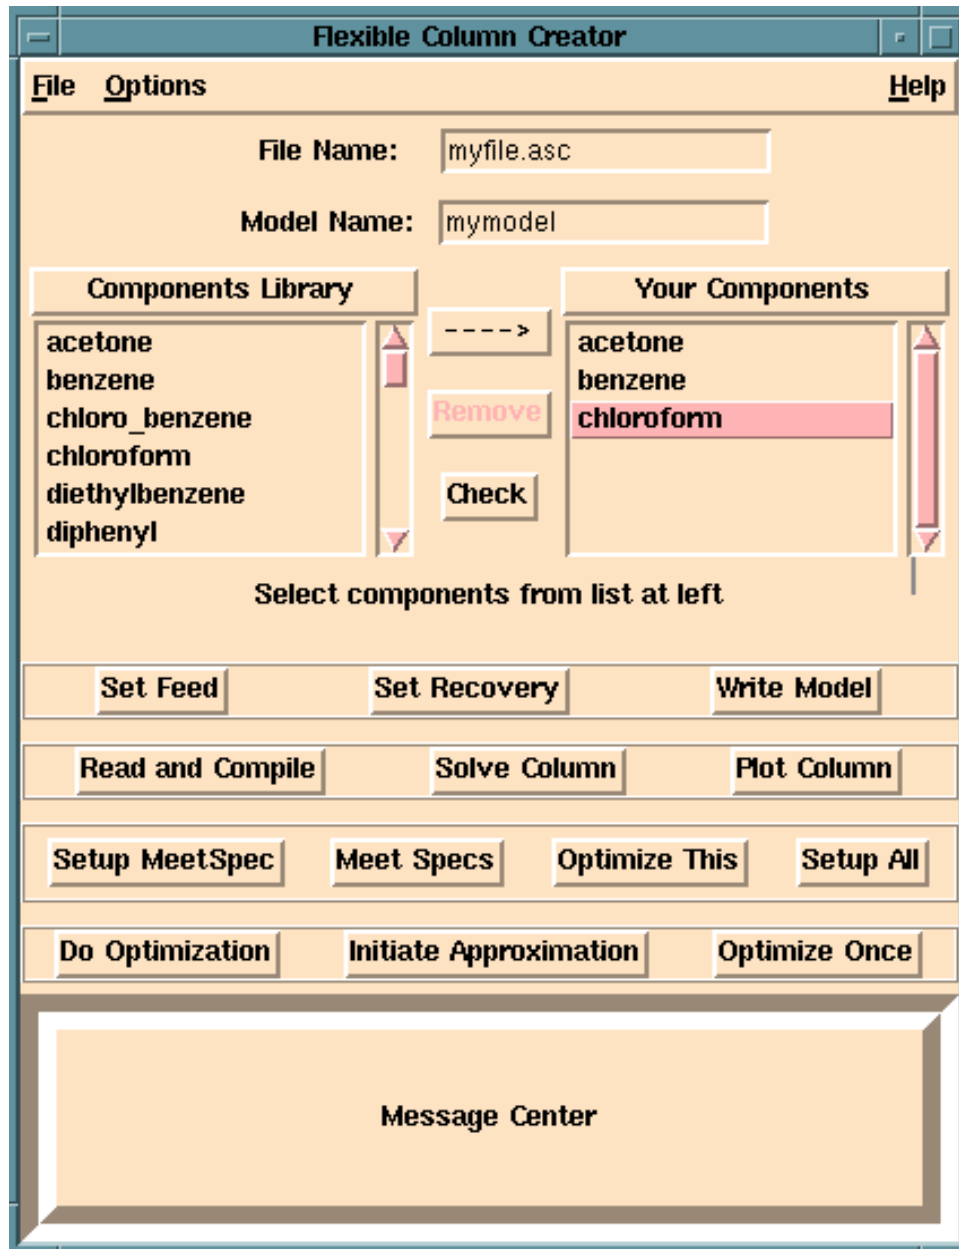 Flexible Column Creator
File Options Help
File Name: myfile.asc
Model Name: mymodel
Components Library
acetone
benzene
chloro_benzene
chloroform
diethylbenzene
diphenyl
---->
Remove
Check
Your Components
acetone
benzene
chloroform
Select components from list at left
Set Feed Set Recovery Write Model
Read and Compile Solve Column Plot Column
Setup MeetSpec Meet Specs Optimize This Setup All
Do Optimization Initiate Approximation Optimize Once
Message Center